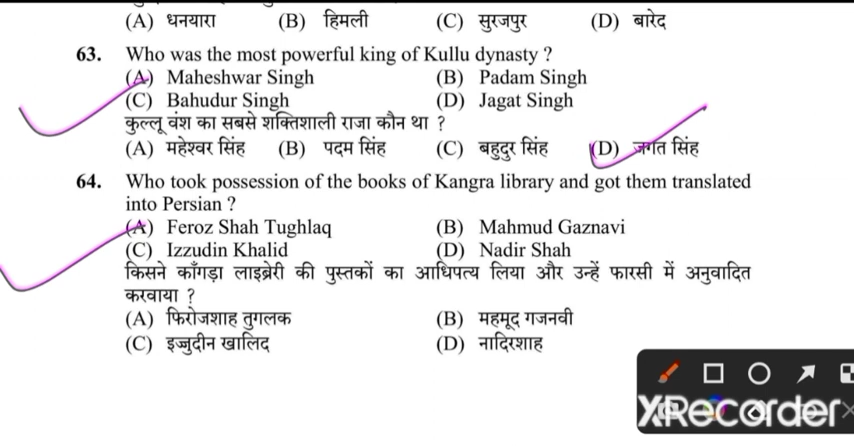 (A) धनयारा (B) हिमली (C) सुरजपुर (D) बारेद
63. Who was the most powerful king of Kullu dynasty ?
(A) Maheshwar Singh (B) Padam Singh
(C) Bahudur Singh (D) Jagat Singh
कुल्लू वंश का सबसे शक्तिशाली राजा कौन था ?
(A) महेश्वर सिंह (B) पदम सिंह (C) बहुदुर सिंह (D) जगत सिंह
64. Who took possession of the books of Kangra library and got them translated
into Persian ?
(A) Feroz Shah Tughlaq (B) Mahmud Gaznavi
(C) Izzudin Khalid (D) Nadir Shah
किसने काँगड़ा लाइब्रेरी की पुस्तकों का आधिपत्य लिया और उन्हें फारसी में अनुवादित
करवाया ?
(A) फिरोजशाह तुगलक (B) महमूद गजनवी
(C) इज्जुदीन खालिद (D) नादिरशाह
XRecorder